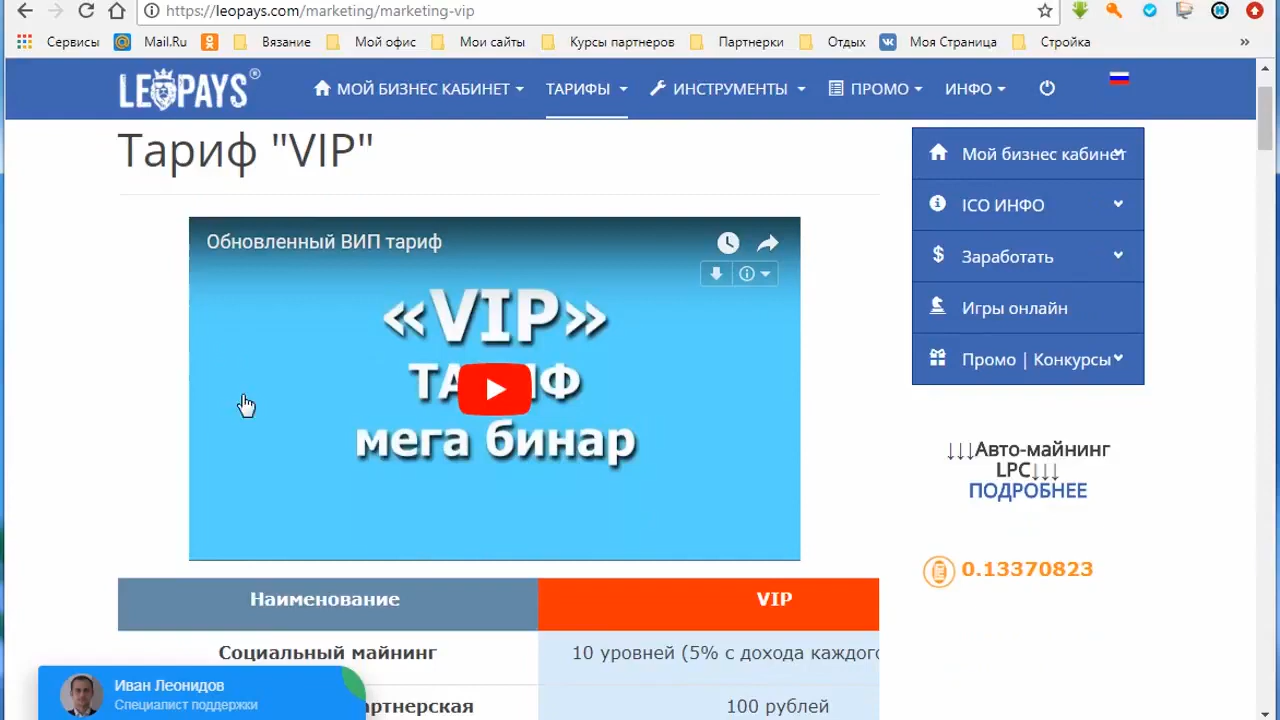 https://leopays.com/marketing/marketing-vip
Сервисы Mail.Ru Вязание Мой офис Мои сайты Курсы партнеров Партнерки Отдых Моя Страница Стройка »
LEOPAYS® МОЙ БИЗНЕС КАБИНЕТ ТАРИФЫ ИНСТРУМЕНТЫ ПРОМО ИНФО
Тариф "VIP"
Обновленный ВИП тариф
«VIP»
мега бинар
Мой бизнес кабинет
ICO ИНФО
Заработать
Игры онлайн
Промо | Конкурсы
↓↓↓Авто-майнинг
LPC↓↓↓
ПОДРОБНЕЕ
0.13370823
Наименование VIP
Социальный майнинг 10 уровней (5% с дохода каждого
артнерская 100 рублей
Иван Леонидов
Специалист поддержки